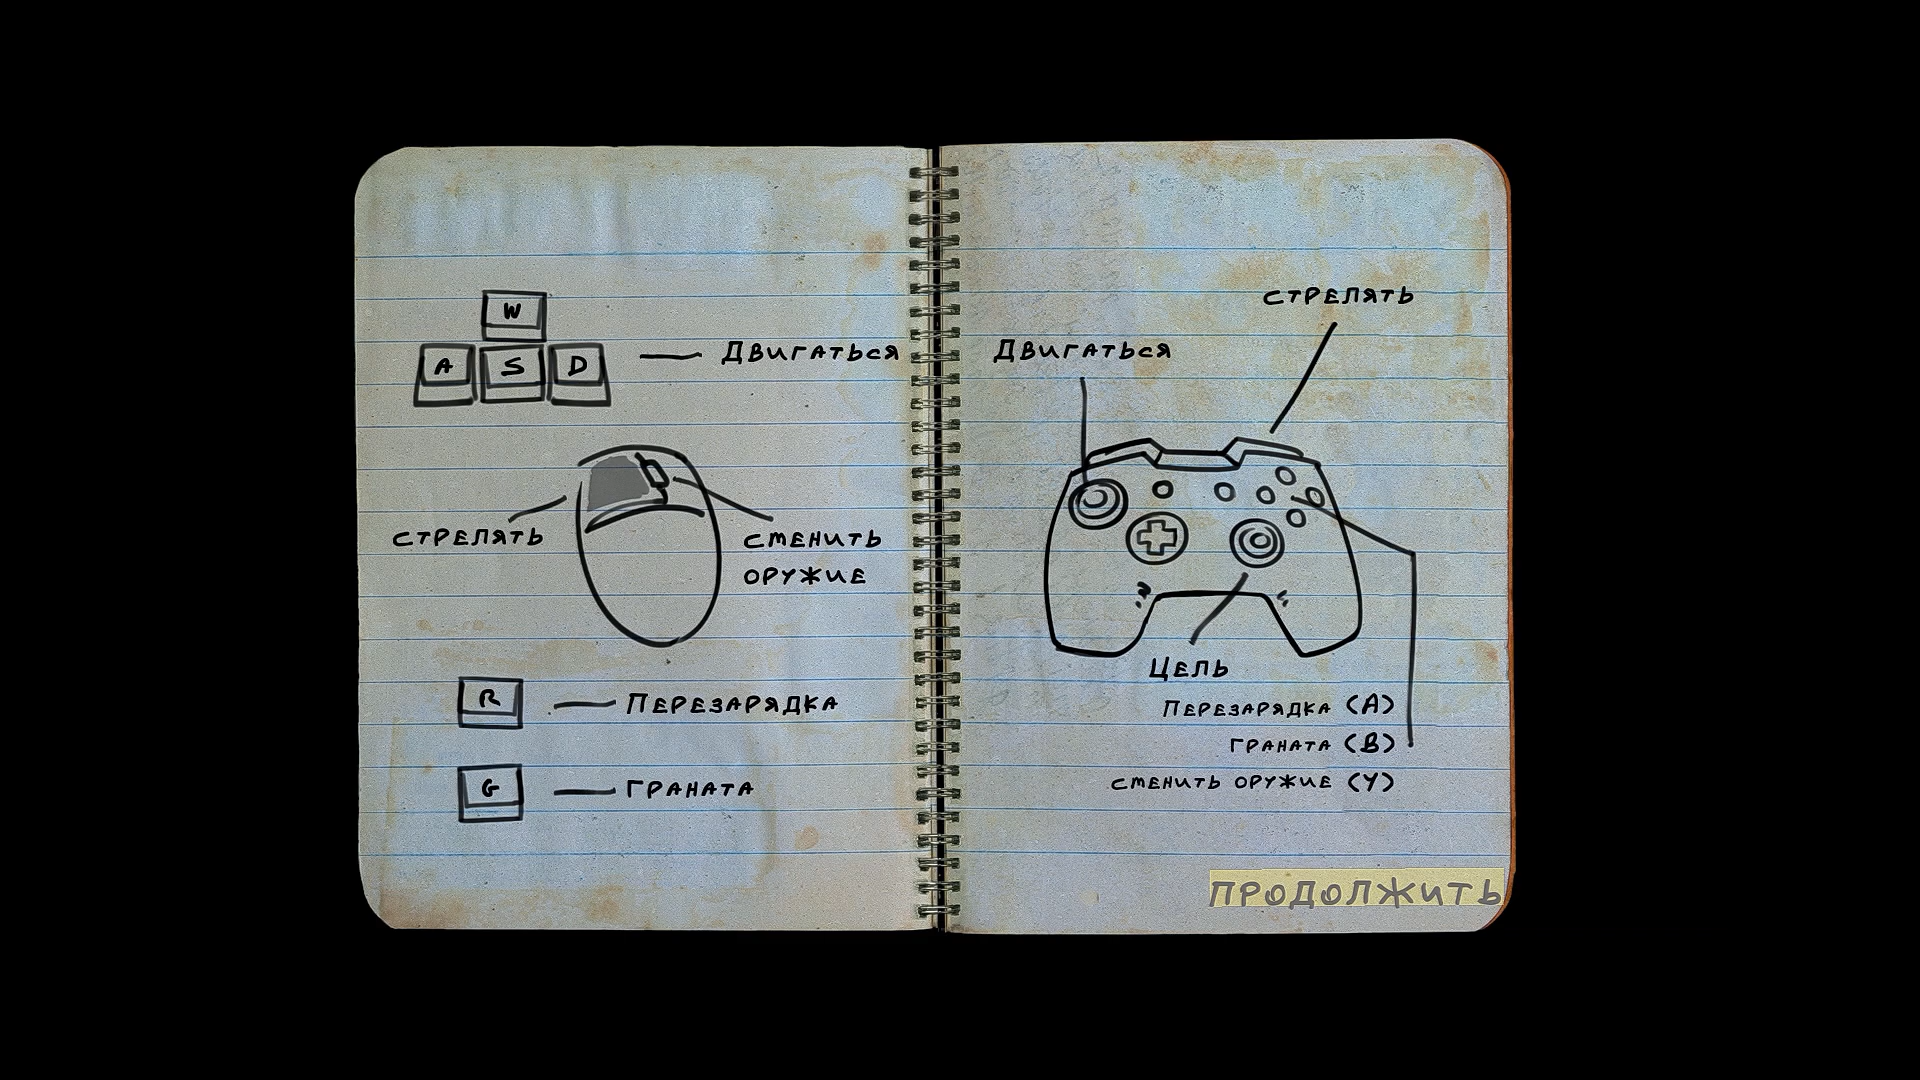 W
A S D
ДВИГАТЬСЯ
СТРЕЛЯТЬ
СМЕНИТЬ
ОРУЖИЕ
R
ПЕРЕЗАРЯДКА
G
ГРАНАТА
СТРЕЛЯТЬ
ДВИГАТЬСЯ
ЦЕЛЬ
ПЕРЕЗАРЯДКА (A)
ГРАНАТА (B)
СМЕНИТЬ ОРУЖИЕ (Y)
ПРОДОЛЖИТЬ